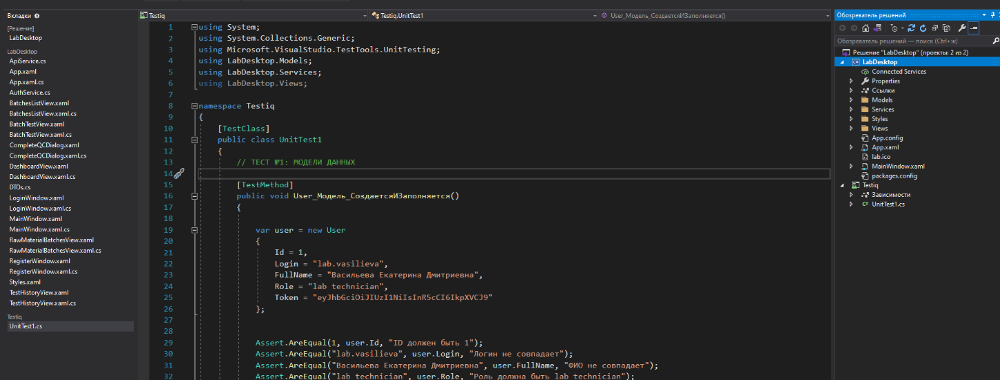 Вкладки
[Решение]
LabDesktop
LabDesktop
ApiService.cs
App.xaml
App.xaml.cs
AuthService.cs
BatchesListView.xaml
BatchesListView.xaml.cs
BatchTestView.xaml
BatchTestView.xaml.cs
CompleteQCDialog.xaml
CompleteQCDialog.xaml.cs
DashboardView.xaml
DashboardView.xaml.cs
DTOs.cs
LoginWindow.xaml
LoginWindow.xaml.cs
MainWindow.xaml
MainWindow.xaml.cs
RawMaterialBatchesView.xaml
RawMaterialBatchesView.xaml.cs
RegisterWindow.xaml
RegisterWindow.xaml.cs
Styles.xaml
TestHistoryView.xaml
TestHistoryView.xaml.cs
Testiq
UnitTest1.cs
Testiq
Testiq.UnitTest1
User_Модель_СоздаетсяИЗаполняется()
1 using System;
2 using System.Collections.Generic;
3 using Microsoft.VisualStudio.TestTools.UnitTesting;
4 using LabDesktop.Models;
5 using LabDesktop.Services;
6 using LabDesktop.Views;
7
8 namespace Testiq
9 {
10 [TestClass]
11 public class UnitTest1
12 {
13 // ТЕСТ №1: МОДЕЛИ ДАННЫХ
14
15 [TestMethod]
16 public void User_Модель_СоздаетсяИЗаполняется()
17 {
18
19 var user = new User
20 {
21 Id = 1,
22 Login = "lab.vasilieva",
23 FullName = "Васильева Екатерина Дмитриевна",
24 Role = "lab technician",
25 Token = "eyJhbGciOiJIUzI1NiIsInR5cCI6IkpXVCJ9"
26 };
27
28
29 Assert.AreEqual(1, user.Id, "ID должен быть 1");
30 Assert.AreEqual("lab.vasilieva", user.Login, "Логин не совпадает");
31 Assert.AreEqual("Васильева Екатерина Дмитриевна", user.FullName, "ФИО не совпадает");
32 Assert.AreEqual("lab technician", user.Role, "Роль должна быть lab technician");
Обозреватель решений
Обозреватель решений — поиск (Ctrl+ж)
Решение "LabDesktop" (проекты: 2 из 2)
LabDesktop
Connected Services
Properties
Ссылки
Models
Services
Styles
Views
App.config
App.xaml
lab.ico
MainWindow.xaml
packages.config
Testiq
Зависимости
C# UnitTest1.cs